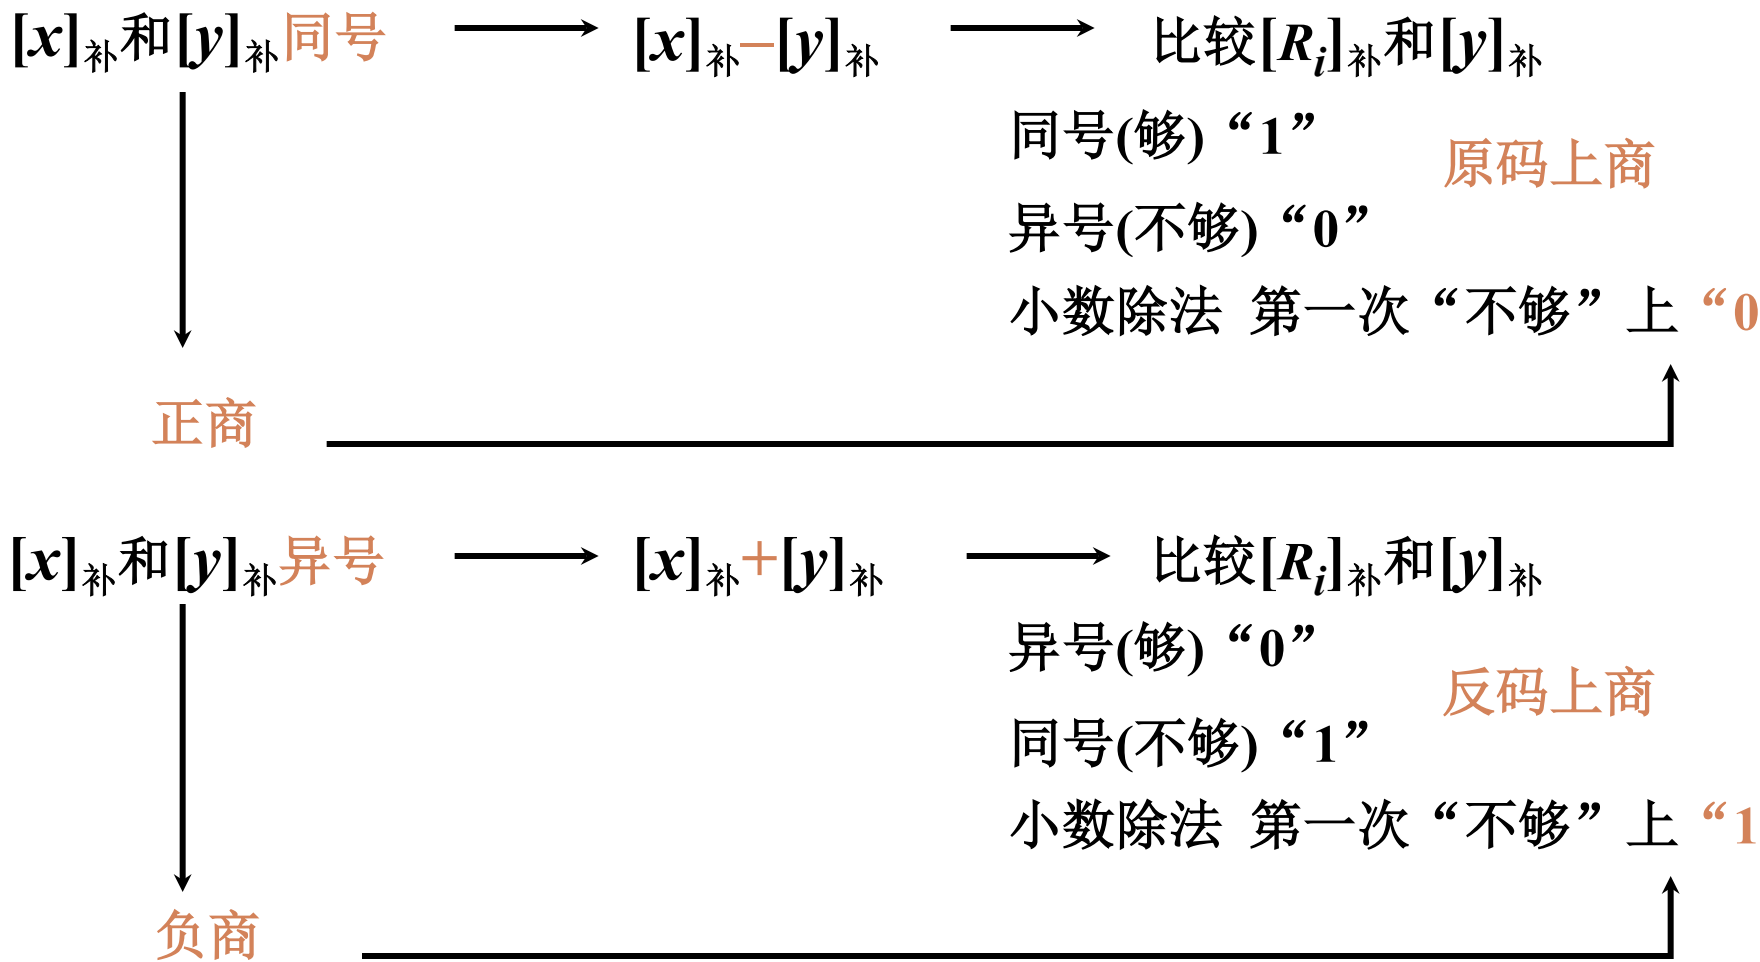 [x]补和[y]补同号 [x]补–[y]补 比较[Ri]补和[y]补
同号(够)“1”
原码上商
异号(不够)“0”
小数除法 第一次“不够”上“0
正商
[x]补和[y]补异号 [x]补+[y]补 比较[Ri]补和[y]补
异号(够)“0”
反码上商
同号(不够)“1”
小数除法 第一次“不够”上“1
负商